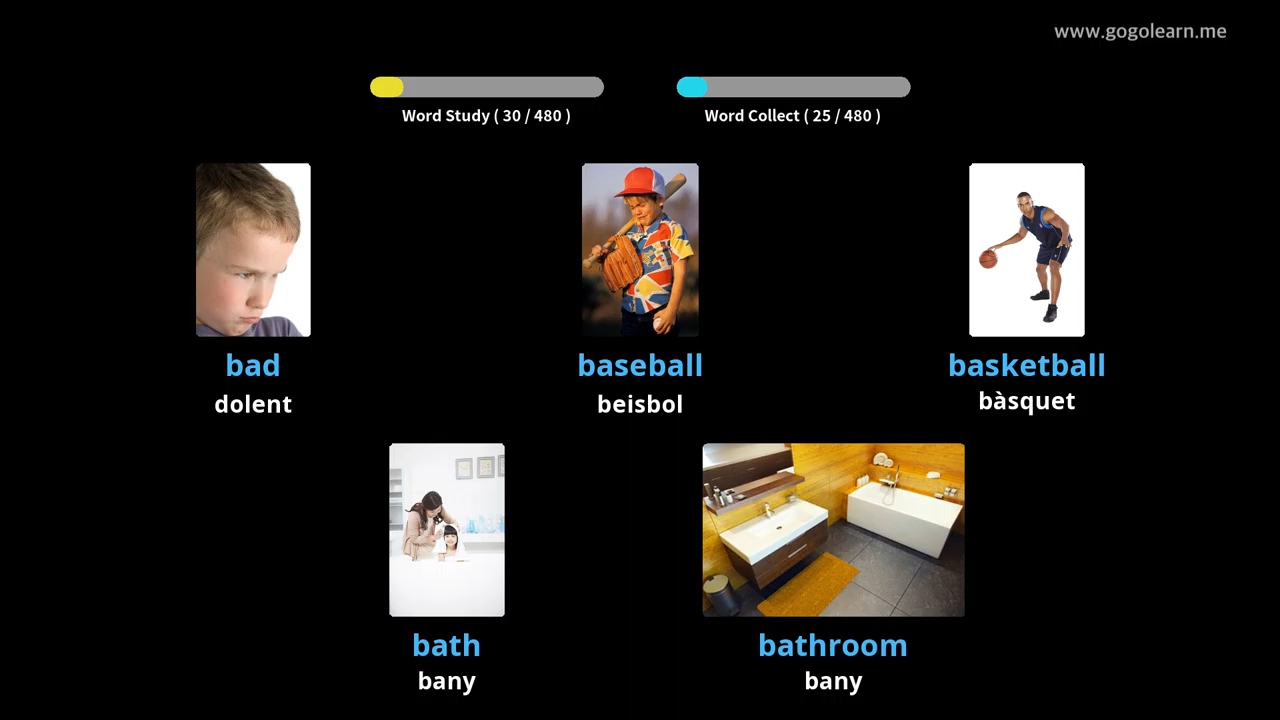 www.gogolearn.me
Word Study ( 30 / 480 )
Word Collect ( 25 / 480 )
bad
dolent
baseball
beisbol
basketball
bàsquet
bath
bany
bathroom
bany